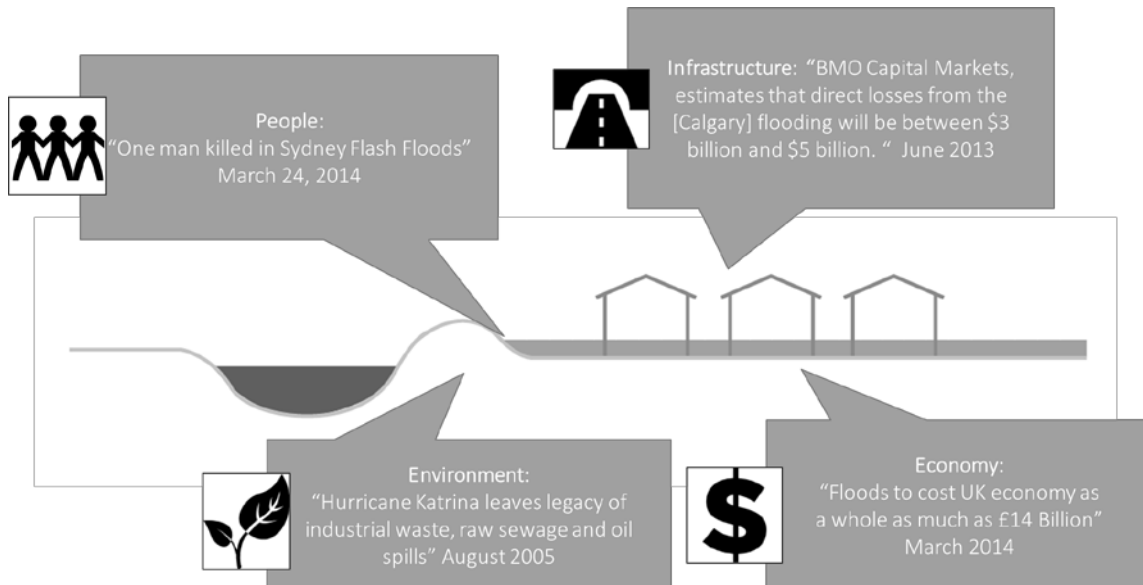 People:
“One man killed in Sydney Flash Floods”
March 24, 2014
Infrastructure: “BMO Capital Markets,
estimates that direct losses from the
[Calgary] flooding will be between $3
billion and $5 billion. “ June 2013
Environment:
“Hurricane Katrina leaves legacy of
industrial waste, raw sewage and oil
spills” August 2005
Economy:
“Floods to cost UK economy as
a whole as much as £14 Billion”
March 2014